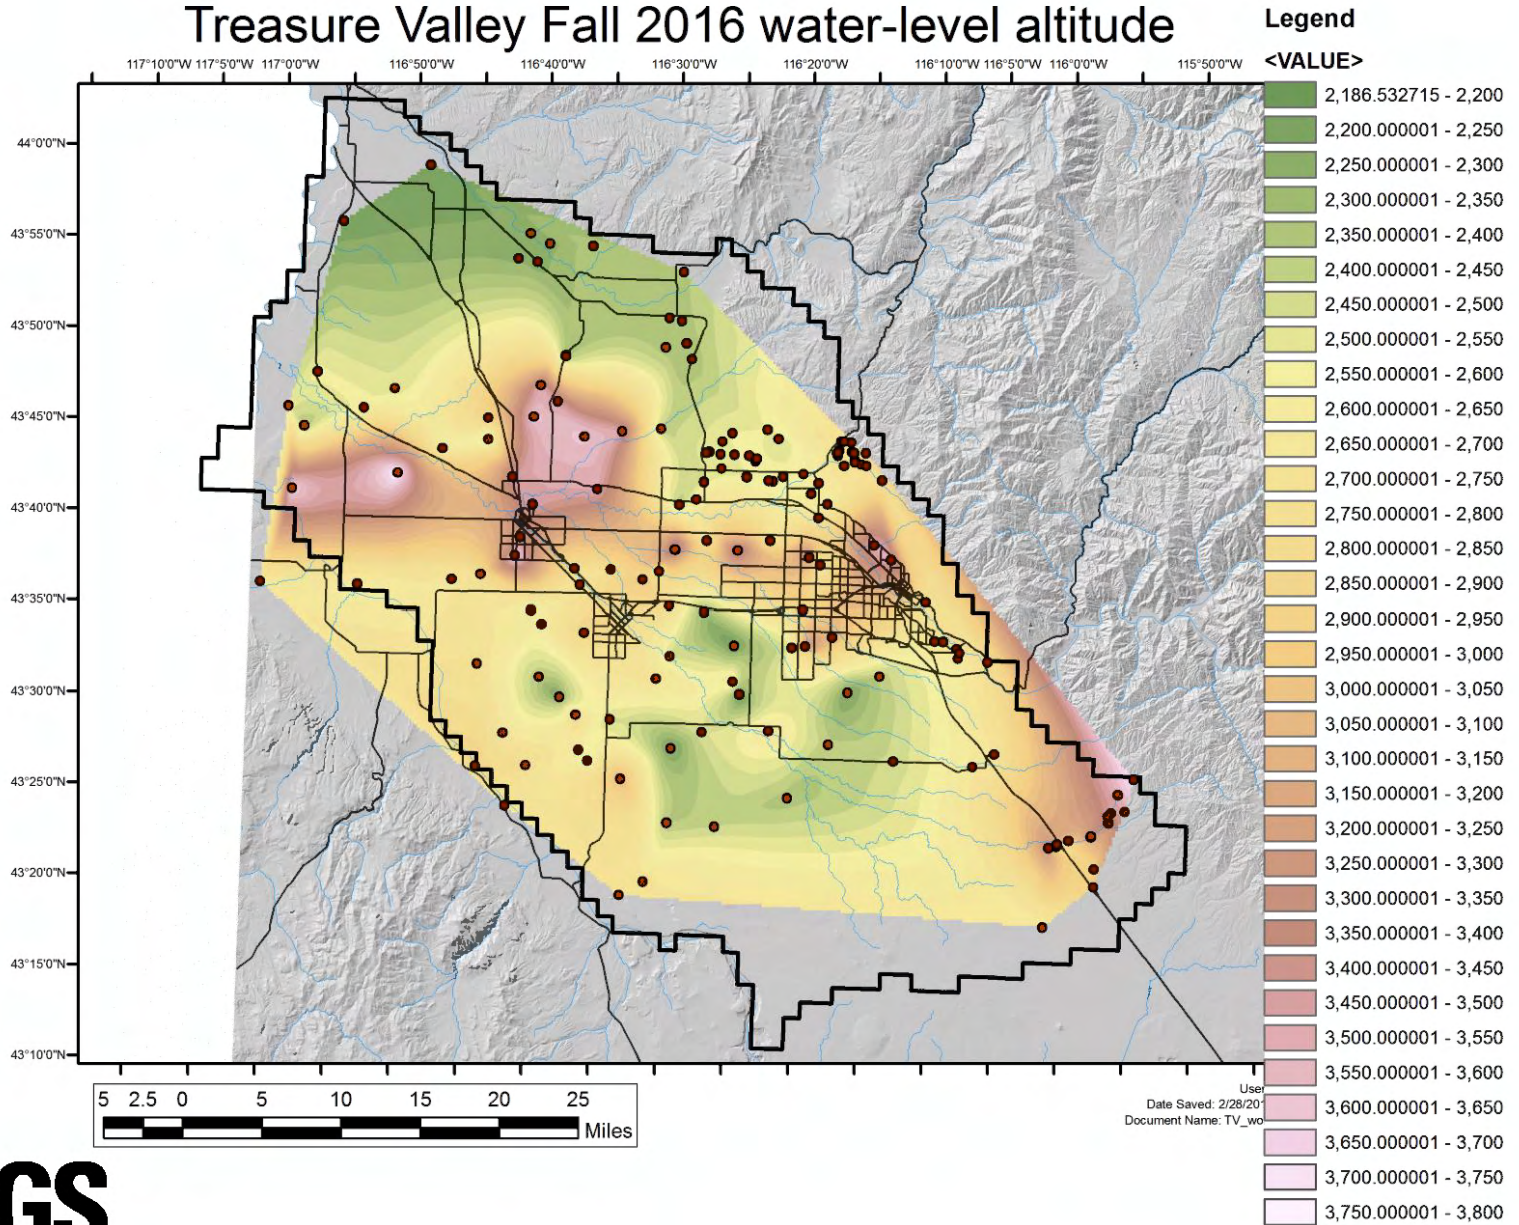 Treasure Valley Fall 2016 water-level altitude
Legend
<VALUE>
117°10'0"W 117°5'0"W 117°0'0"W 116°50'0"W 116°40'0"W 116°30'0"W 116°20'0"W 116°10'0"W 116°5'0"W 116°0'0"W 115°50'0"W
44°0'0"N
43°55'0"N
43°50'0"N
43°45'0"N
43°40'0"N
43°35'0"N
43°30'0"N
43°25'0"N
43°20'0"N
43°15'0"N
43°10'0"N
2,186.532715 - 2,200
2,200.000001 - 2,250
2,250.000001 - 2,300
2,300.000001 - 2,350
2,350.000001 - 2,400
2,400.000001 - 2,450
2,450.000001 - 2,500
2,500.000001 - 2,550
2,550.000001 - 2,600
2,600.000001 - 2,650
2,650.000001 - 2,700
2,700.000001 - 2,750
2,750.000001 - 2,800
2,800.000001 - 2,850
2,850.000001 - 2,900
2,900.000001 - 2,950
2,950.000001 - 3,000
3,000.000001 - 3,050
3,050.000001 - 3,100
3,100.000001 - 3,150
3,150.000001 - 3,200
3,200.000001 - 3,250
3,250.000001 - 3,300
3,300.000001 - 3,350
3,350.000001 - 3,400
3,400.000001 - 3,450
3,450.000001 - 3,500
3,500.000001 - 3,550
3,550.000001 - 3,600
3,600.000001 - 3,650
3,650.000001 - 3,700
3,700.000001 - 3,750
3,750.000001 - 3,800
5 2.5 0 5 10 15 20 25
Miles
User
Date Saved: 2/28/201
Document Name: TV_wo
GS